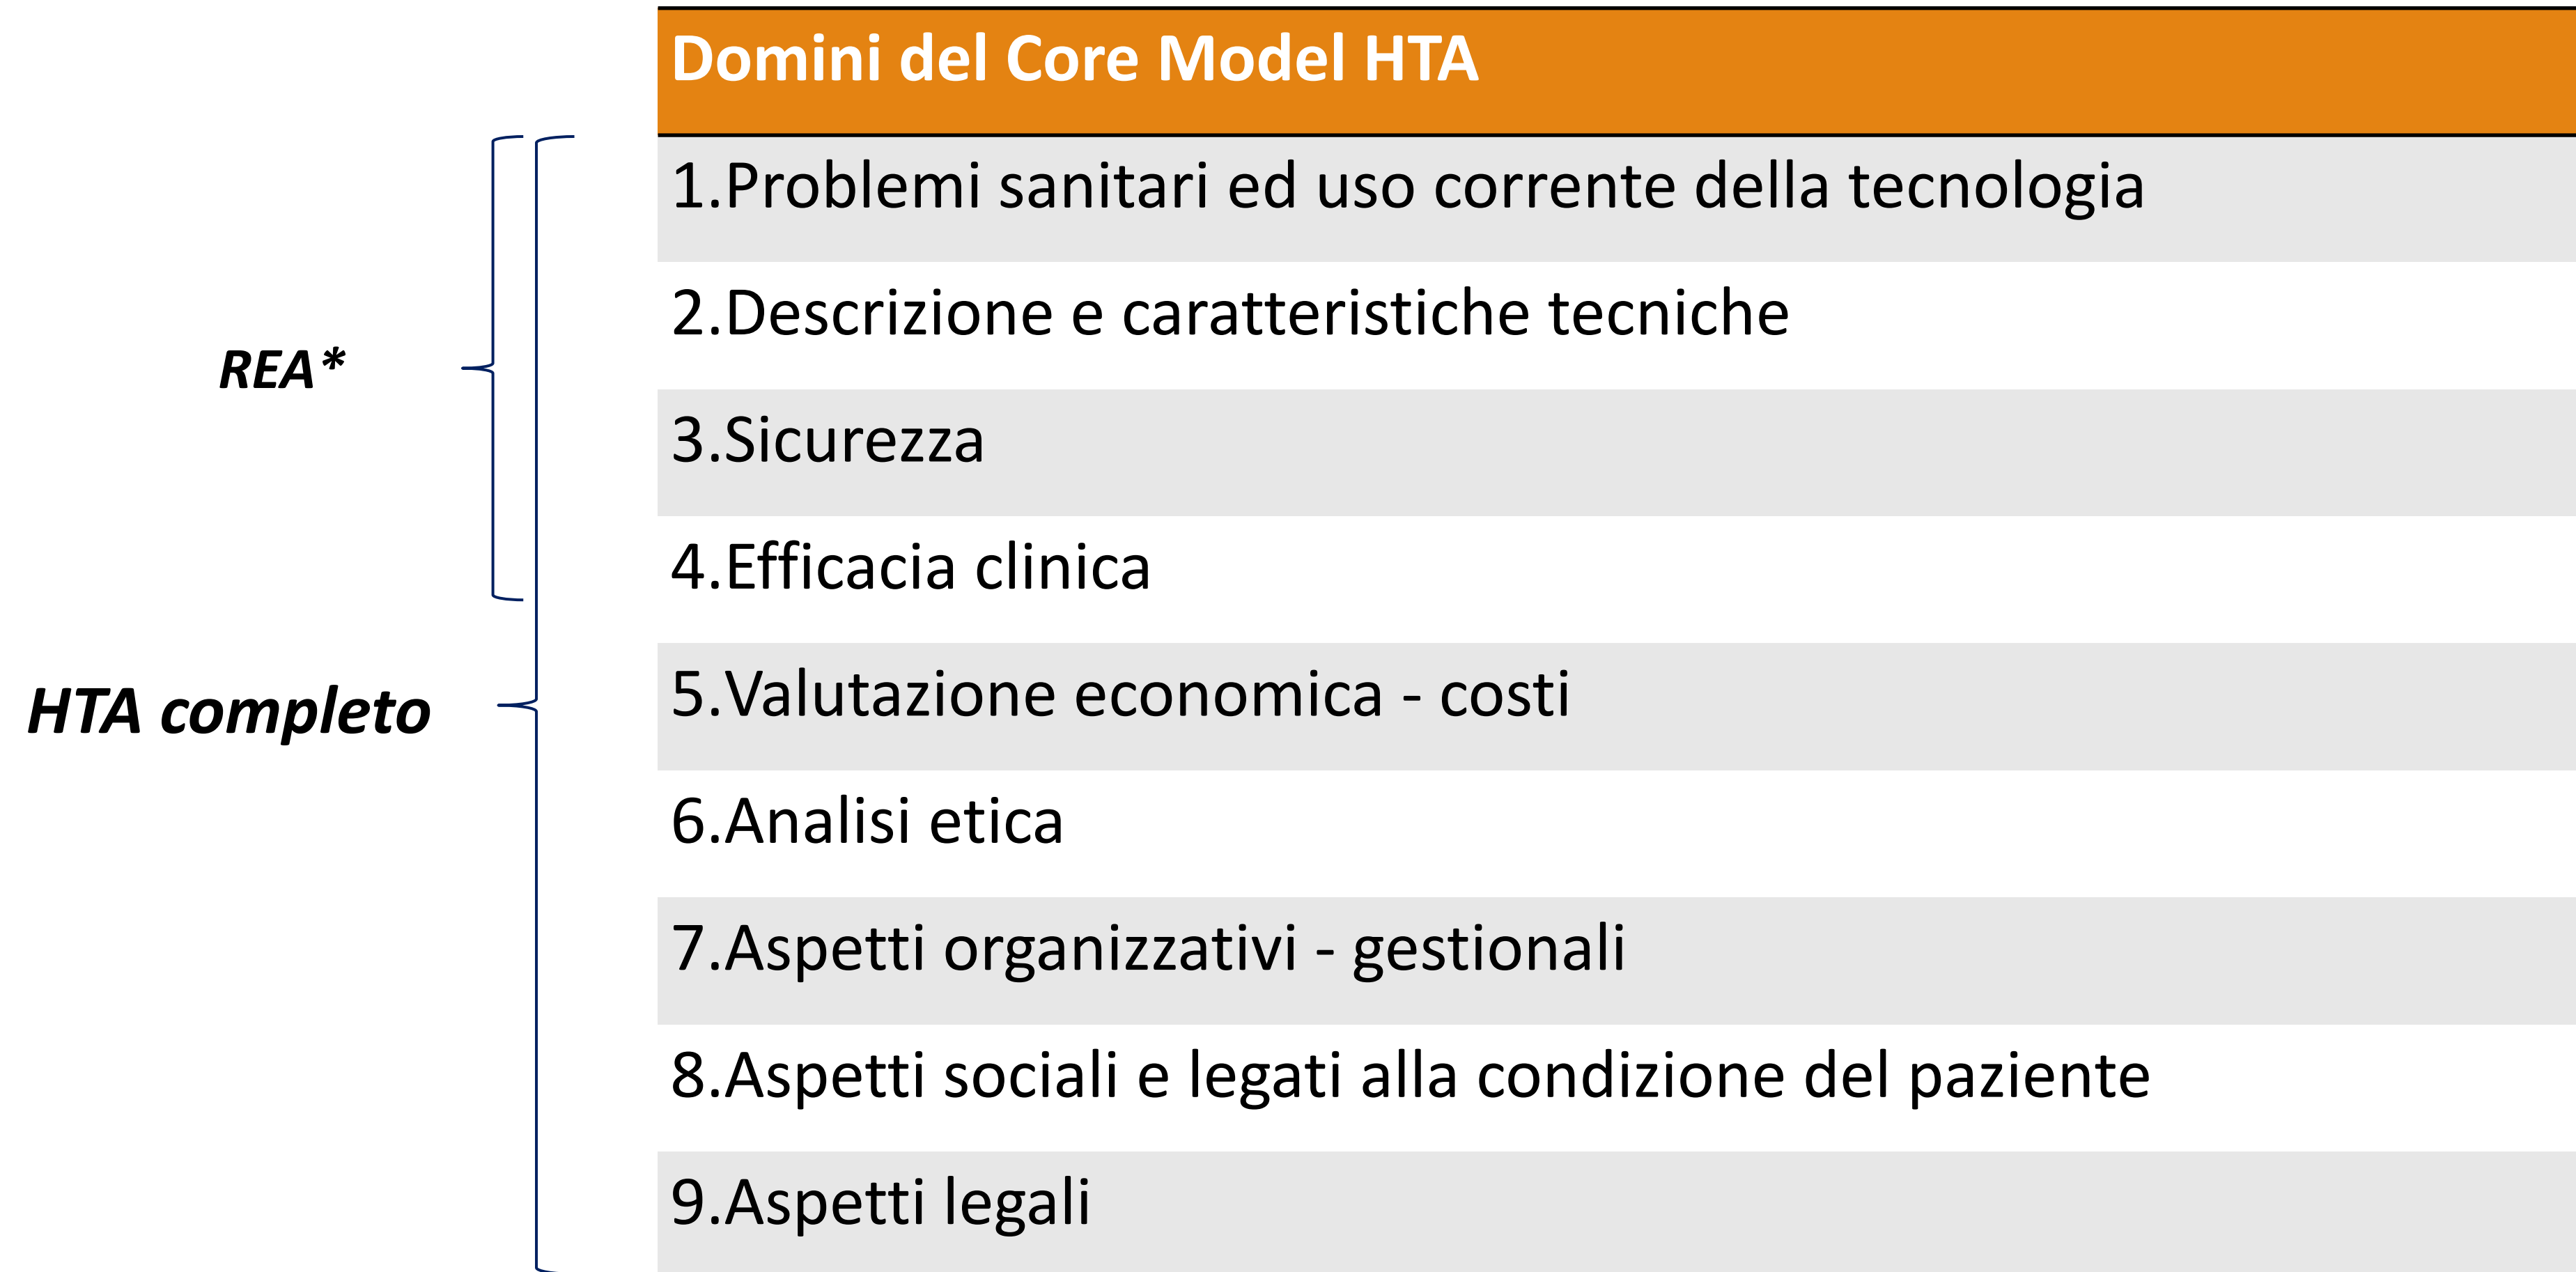 Domini del Core Model HTA
1.Problemi sanitari ed uso corrente della tecnologia
2.Descrizione e caratteristiche tecniche
REA*
3.Sicurezza
4.Efficacia clinica
HTA completo
5.Valutazione economica - costi
6.Analisi etica
7.Aspetti organizzativi - gestionali
8.Aspetti sociali e legati alla condizione del paziente
9.Aspetti legali